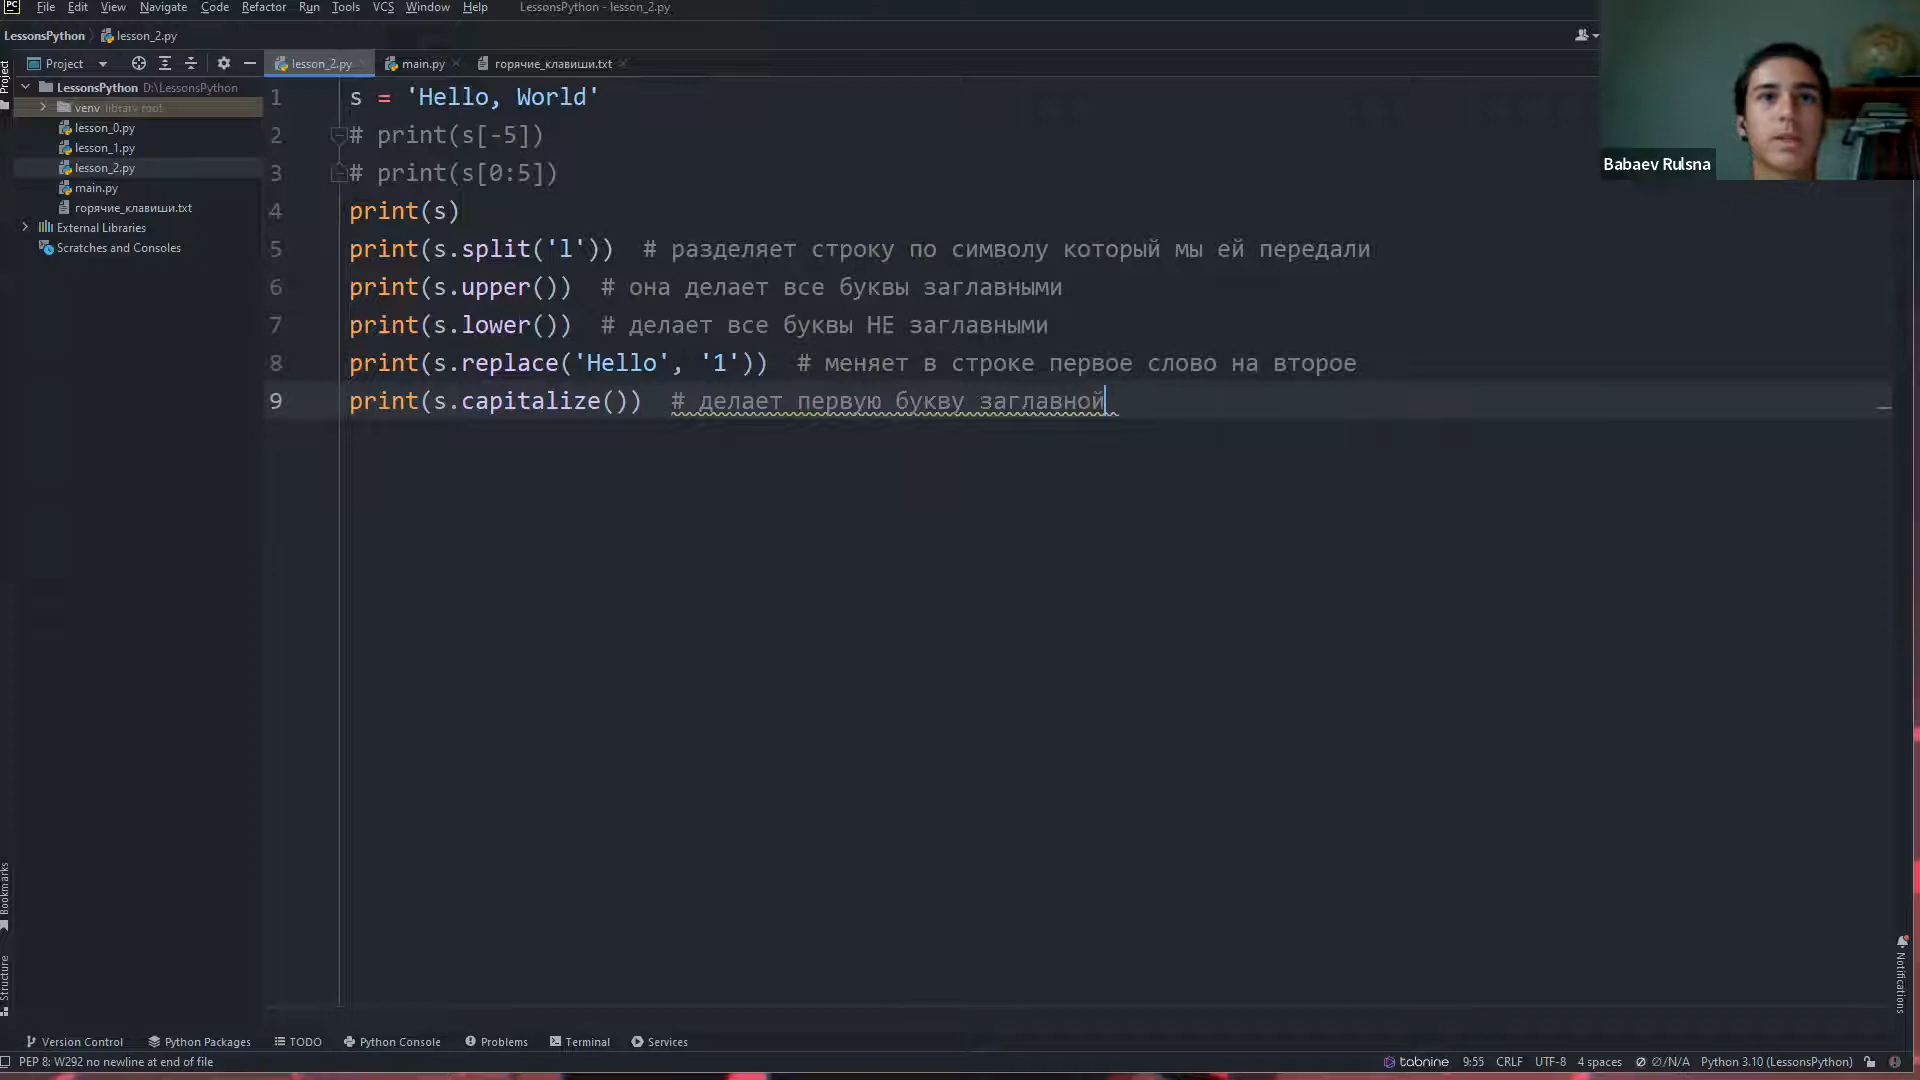 File Edit View Navigate Code Refactor Run Tools VCS Window Help LessonsPython - lesson_2.py
LessonsPython lesson_2.py
Project lesson_2.py main.py горячие_клавиши.txt
Project
LessonsPython D:\LessonsPython
venv library root
lesson_0.py
lesson_1.py
lesson_2.py
main.py
горячие_клавиши.txt
External Libraries
Scratches and Consoles
1 s = 'Hello, World'
2 # print(s[-5])
3 # print(s[0:5])
4 print(s)
5 print(s.split('l')) # разделяет строку по символу который мы ей передали
6 print(s.upper()) # она делает все буквы заглавными
7 print(s.lower()) # делает все буквы НЕ заглавными
8 print(s.replace('Hello', '1')) # меняет в строке первое слово на второе
9 print(s.capitalize()) # делает первую букву заглавной
Babaev Rulsna
Bookmarks
Structure
Notifications
Version Control Python Packages TODO Python Console Problems Terminal Services
PEP 8: W292 no newline at end of file
tabnine 9:55 CRLF UTF-8 4 spaces ∅/N/A Python 3.10 (LessonsPython)